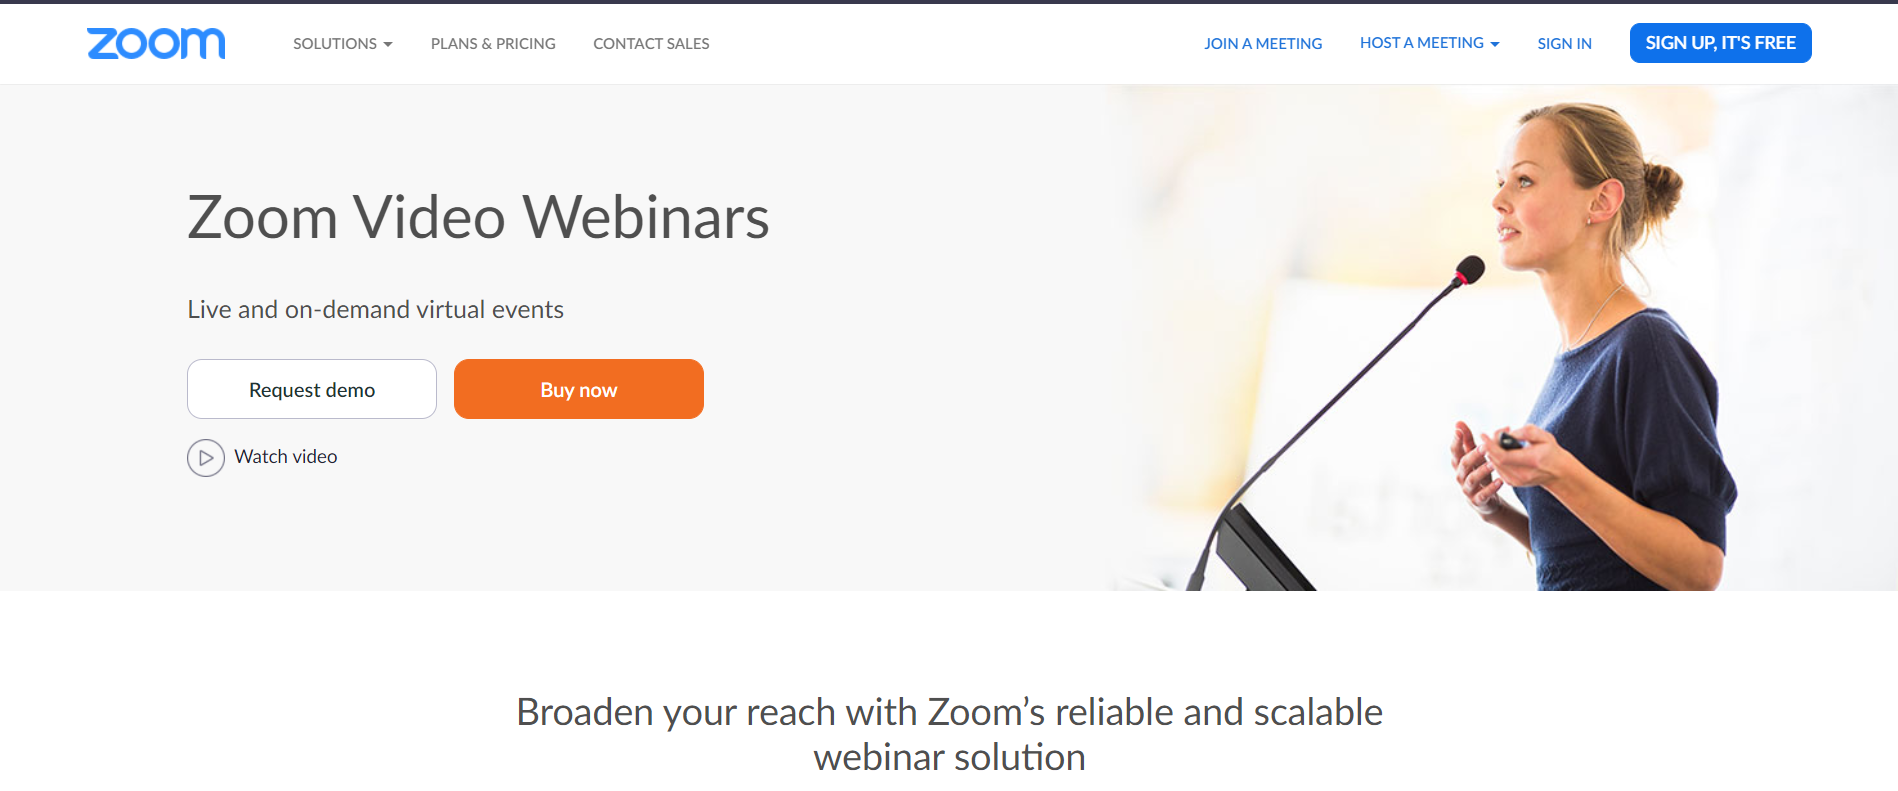 zoom
SOLUTIONS
PLANS & PRICING
CONTACT SALES
JOIN A MEETING
HOST A MEETING
SIGN IN
SIGN UP, IT'S FREE
Zoom Video Webinars
Live and on-demand virtual events
Request demo
Buy now
Watch video
Broaden your reach with Zoom’s reliable and scalable
webinar solution